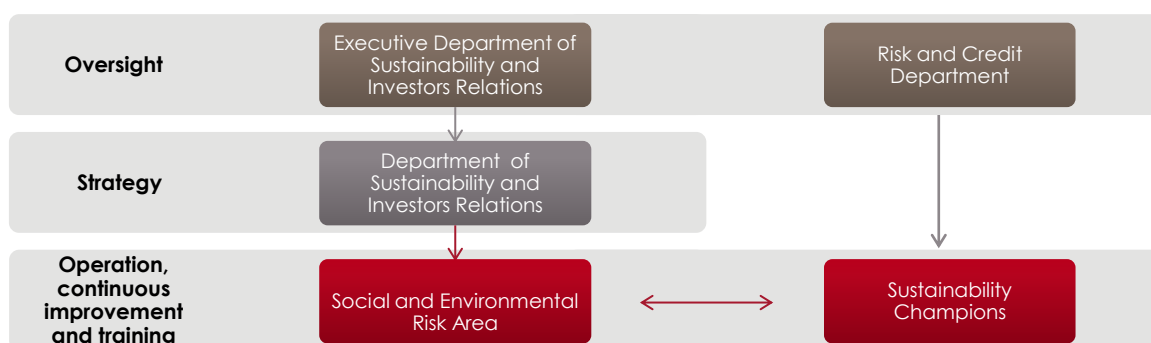 Oversight
Executive Department of
Sustainability and
Investors Relations
Risk and Credit
Department
Strategy
Department of
Sustainability and
Investors Relations
Operation,
continuous
improvement
and training
Social and Environmental
Risk Area
Sustainability
Champions